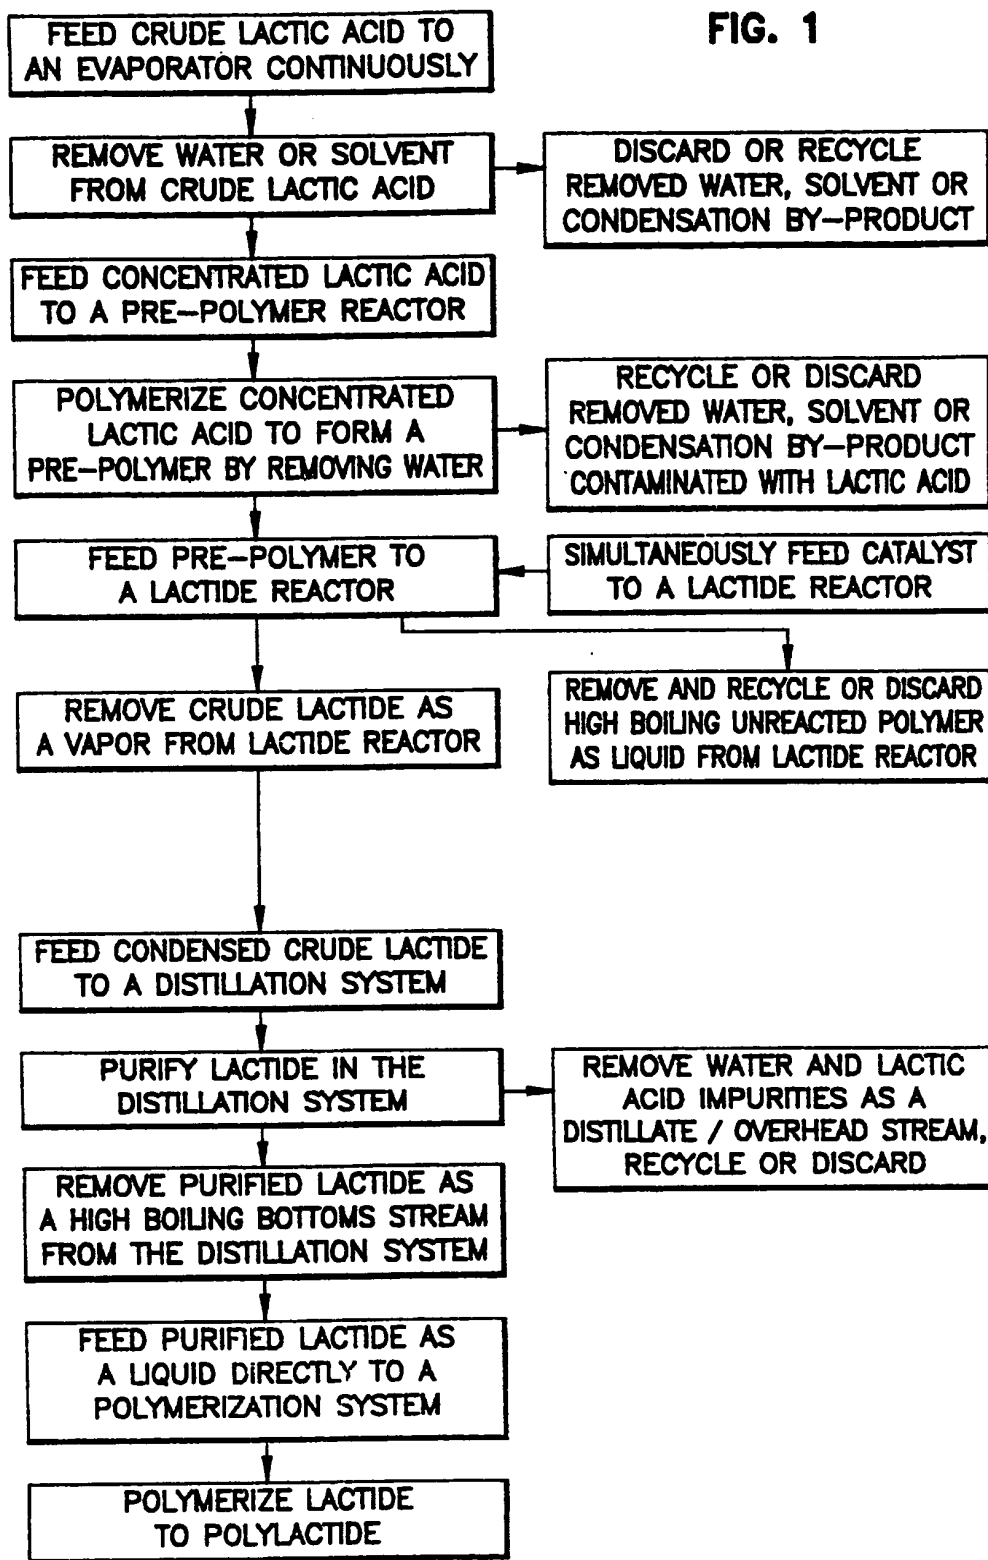 FIG. 1
FEED CRUDE LACTIC ACID TO
AN EVAPORATOR CONTINUOUSLY
REMOVE WATER OR SOLVENT
FROM CRUDE LACTIC ACID
DISCARD OR RECYCLE
REMOVED WATER, SOLVENT OR
CONDENSATION BY-PRODUCT
FEED CONCENTRATED LACTIC ACID
TO A PRE-POLYMER REACTOR
POLYMERIZE CONCENTRATED
LACTIC ACID TO FORM A
PRE-POLYMER BY REMOVING WATER
RECYCLE OR DISCARD
REMOVED WATER, SOLVENT OR
CONDENSATION BY-PRODUCT
CONTAMINATED WITH LACTIC ACID
FEED PRE-POLYMER TO
A LACTIDE REACTOR
SIMULTANEOUSLY FEED CATALYST
TO A LACTIDE REACTOR
REMOVE CRUDE LACTIDE AS
A VAPOR FROM LACTIDE REACTOR
REMOVE AND RECYCLE OR DISCARD
HIGH BOILING UNREACTED POLYMER
AS LIQUID FROM LACTIDE REACTOR
FEED CONDENSED CRUDE LACTIDE
TO A DISTILLATION SYSTEM
PURIFY LACTIDE IN THE
DISTILLATION SYSTEM
REMOVE WATER AND LACTIC
ACID IMPURITIES AS A
DISTILLATE / OVERHEAD STREAM,
RECYCLE OR DISCARD
REMOVE PURIFIED LACTIDE AS
A HIGH BOILING BOTTOMS STREAM
FROM THE DISTILLATION SYSTEM
FEED PURIFIED LACTIDE AS
A LIQUID DIRECTLY TO A
POLYMERIZATION SYSTEM
POLYMERIZE LACTIDE
TO POLYLACTIDE